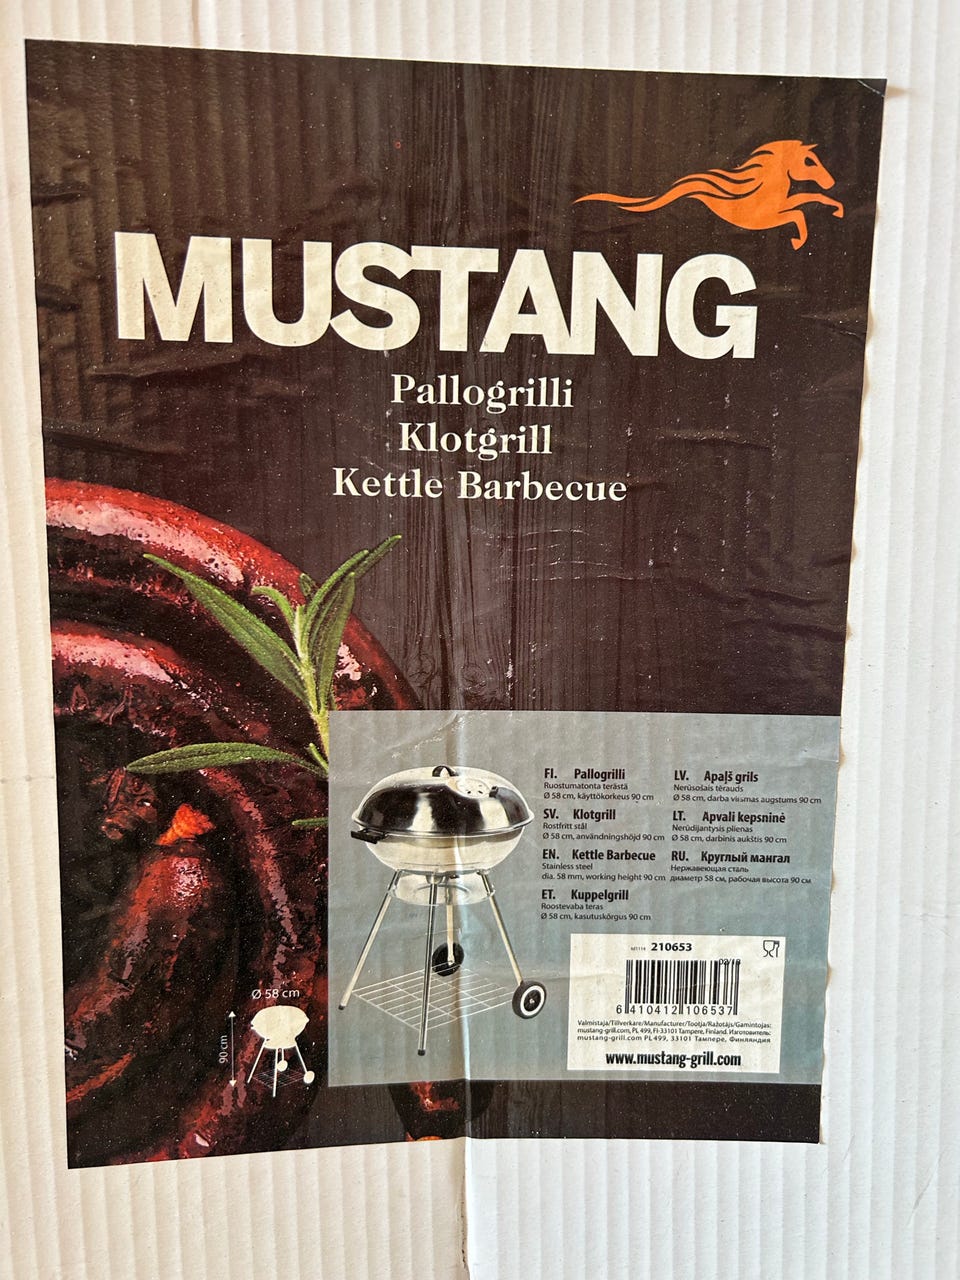 MUSTANG
Pallogrilli
Klotgrill
Kettle Barbecue
FI. Pallogrilli
Ruostumatonta terästä
Ø 58 cm, käyttökorkeus 90 cm
SV. Klotgrill
Rostfritt stål
Ø 58 cm, användningshöjd 90 cm
EN. Kettle Barbecue
Stainless steel
dia. 58 mm, working height 90 cm
ET. Kuppelgrill
Roostevaba teras
Ø 58 cm, kasutuskõrgus 90 cm
LV. Apaļš grils
Nerūsošais tērauds
Ø 58 cm, darba virsmas augstums 90 cm
LT. Apvali kepsninė
Nerūdijantysis plienas
Ø 58 cm, darbinis aukštis 90 cm
RU. Круглый мангал
Нержавеющая сталь
диаметр 58 см, рабочая высота 90 см
210653
02/18
6 410412 106537
Valmistaja/Tillverkare/Manufacturer/Tootja/Ražotājs/Gamintojas:
mustang-grill.com, PL 499, FI-33101 Tampere, Finland. Изготовитель:
mustang-grill.com PL 499, 33101 Тампере, Финляндия
www.mustang-grill.com
Ø 58 cm
90 cm